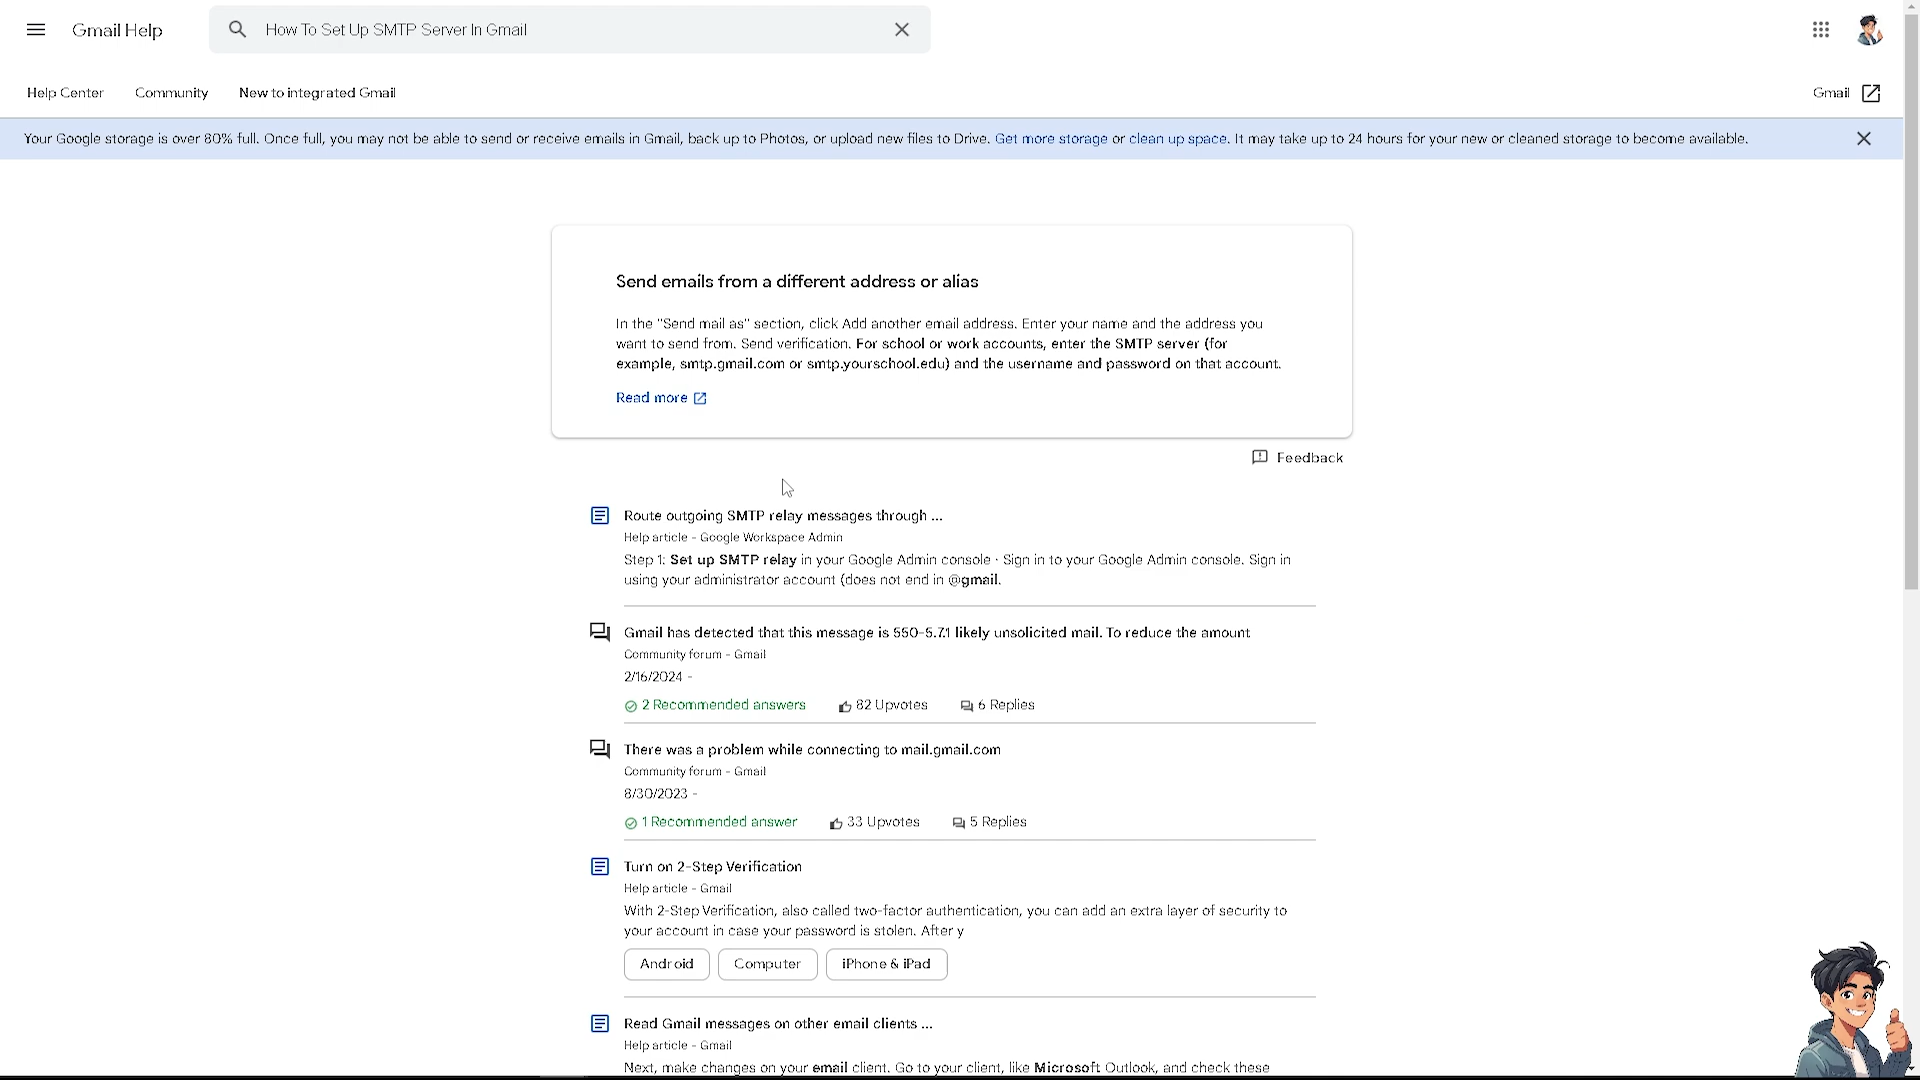 Gmail Help
How To Set Up SMTP Server In Gmail
Help Center Community New to integrated Gmail Gmail
Your Google storage is over 80% full. Once full, you may not be able to send or receive emails in Gmail, back up to Photos, or upload new files to Drive. Get more storage or clean up space. It may take up to 24 hours for your new or cleaned storage to become available.
Send emails from a different address or alias
In the "Send mail as" section, click Add another email address. Enter your name and the address you
want to send from. Send verification. For school or work accounts, enter the SMTP server (for
example, smtp.gmail.com or smtp.yourschool.edu) and the username and password on that account.
Read more
Feedback
Route outgoing SMTP relay messages through ...
Help article - Google Workspace Admin
Step 1: Set up SMTP relay in your Google Admin console · Sign in to your Google Admin console. Sign in
using your administrator account (does not end in @gmail.
Gmail has detected that this message is 550-5.7.1 likely unsolicited mail. To reduce the amount
Community forum - Gmail
2/16/2024 -
2 Recommended answers 82 Upvotes 6 Replies
There was a problem while connecting to mail.gmail.com
Community forum - Gmail
8/30/2023 -
1 Recommended answer 33 Upvotes 5 Replies
Turn on 2-Step Verification
Help article - Gmail
With 2-Step Verification, also called two-factor authentication, you can add an extra layer of security to
your account in case your password is stolen. After y
Android Computer iPhone & iPad
Read Gmail messages on other email clients ...
Help article - Gmail
Next, make changes on your email client. Go to your client, like Microsoft Outlook, and check these